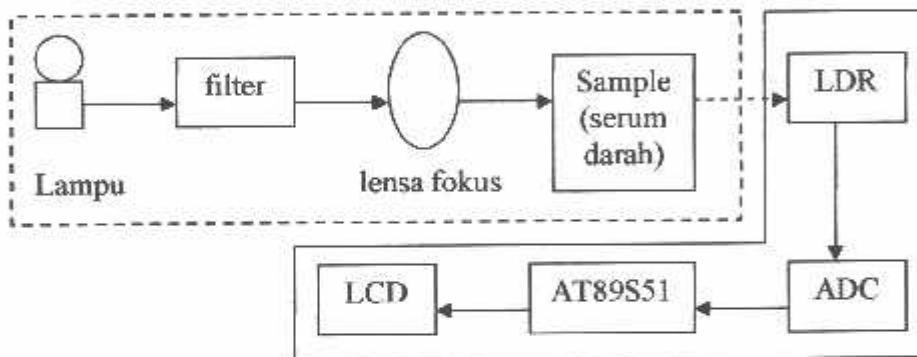 filter
Sample
(serum
darah)
LDR
Lampu
lensa fokus
LCD
AT89S51
ADC